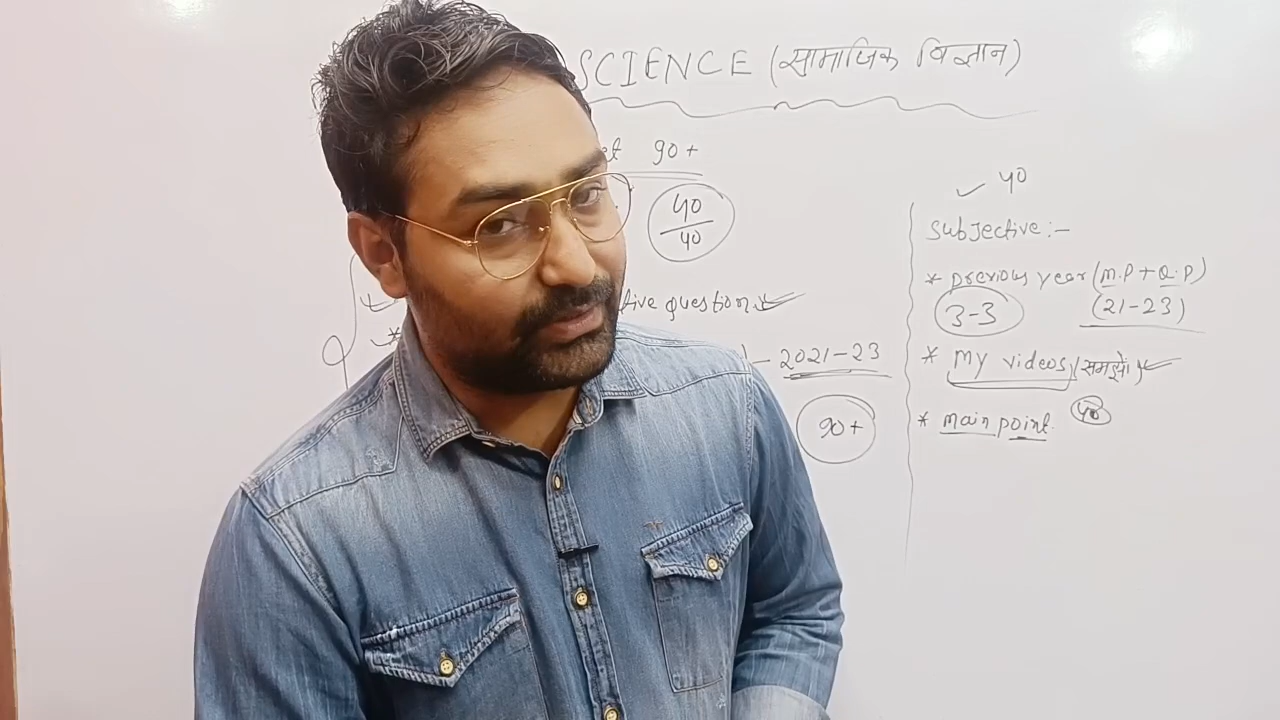 SCIENCE (सामाजिक विज्ञान)
et 90+
40
40
tive question
- 2021-23
90+
40
Subjective :-
* previous year (M.P + Q.P)
3-3 (21-23)
* My videos (समझो)
* main point. 40